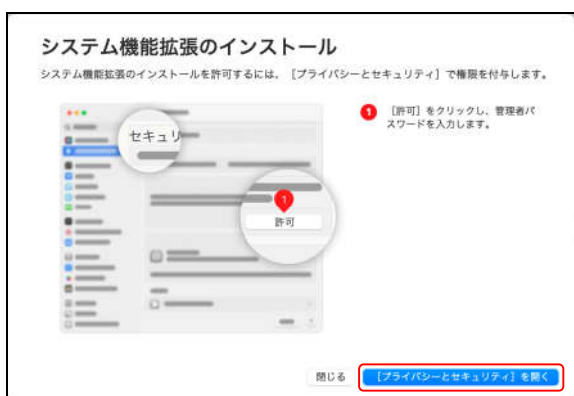 システム機能拡張のインストール
システム機能拡張のインストールを許可するには、［プライバシーとセキュリティ］で権限を付与します。
1 ［許可］をクリックし、管理者パ
スワードを入力します。
セキュリ
1
許可
閉じる ［プライバシーとセキュリティ］を開く